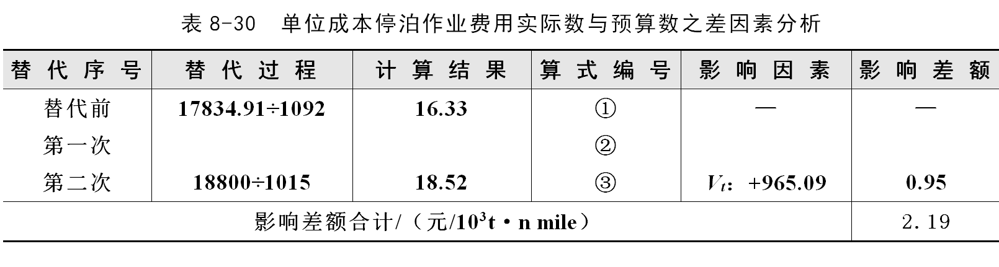 表8-30 单位成本停泊作业费用实际数与预算数之差因素分析
替代序号 替代过程 计算结果 算式编号 影响因素 影响差额
替代前 17834.91÷1092 16.33 ① — —
第一次 ②
第二次 18800÷1015 18.52 ③ Vt：+965.09 0.95
影响差额合计/（元/10³t·n mile） 2.19